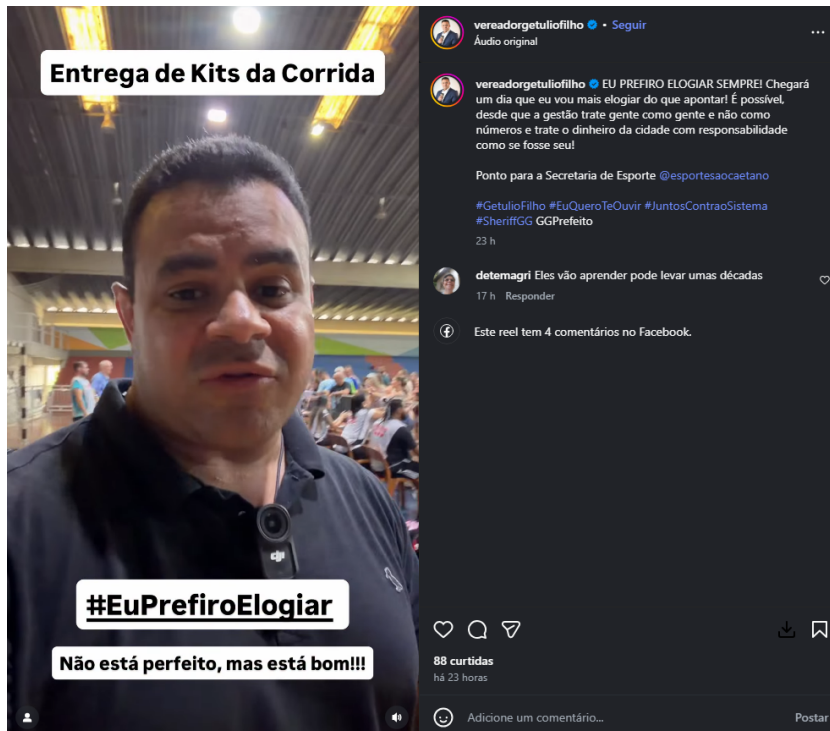 Entrega de Kits da Corrida
#EuPrefiroElogiar
Não está perfeito, mas está bom!!!
dji
vereadorgetuliofilho • Seguir
Áudio original
vereadorgetuliofilho EU PREFIRO ELOGIAR SEMPRE! Chegará
um dia que eu vou mais elogiar do que apontar! É possível,
desde que a gestão trate gente como gente e não como
números e trate o dinheiro da cidade com responsabilidade
como se fosse seu!
Ponto para a Secretaria de Esporte @esportesaocaetano
#GetulioFilho #EuQueroTeOuvir #JuntosContraoSistema
#SheriffGG GGPrefeito
23 h
detemagri Eles vão aprender pode levar umas décadas
17 h Responder
Este reel tem 4 comentários no Facebook.
88 curtidas
há 23 horas
Adicione um comentário... Postar